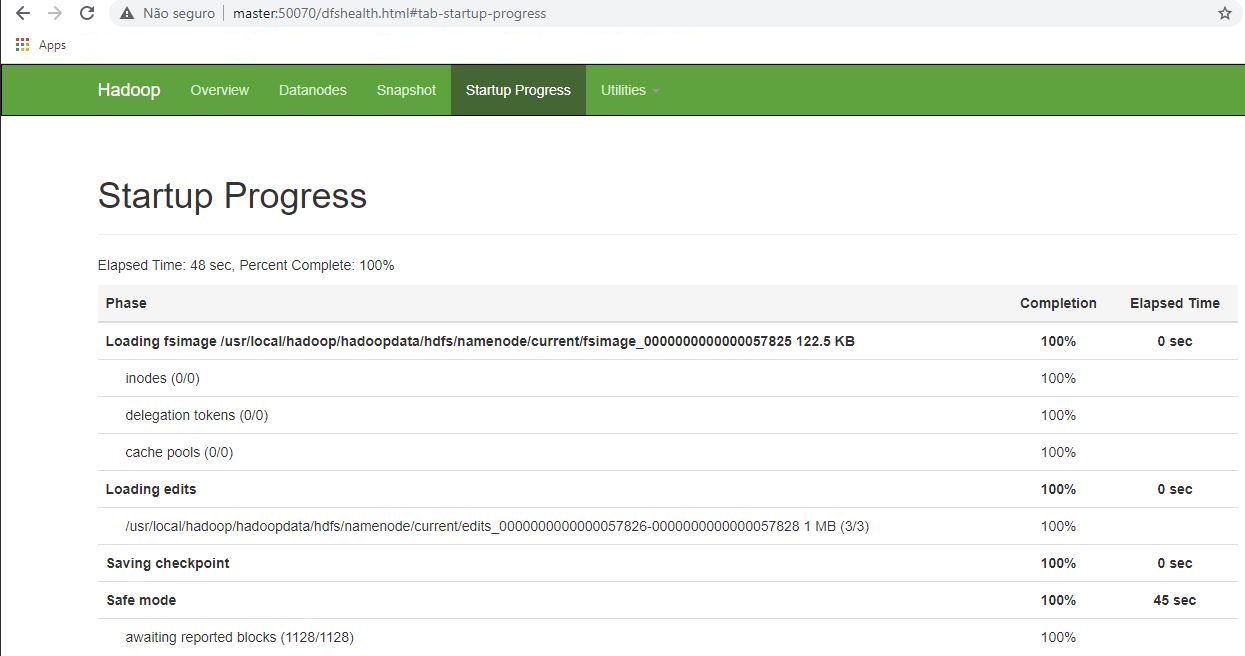 Não seguro master:50070/dfshealth.html#tab-startup-progress
Apps
Hadoop Overview Datanodes Snapshot Startup Progress Utilities
Startup Progress
Elapsed Time: 48 sec, Percent Complete: 100%
Phase Completion Elapsed Time
Loading fsimage /usr/local/hadoop/hadoopdata/hdfs/namenode/current/fsimage_0000000000000057825 122.5 KB 100% 0 sec
inodes (0/0) 100%
delegation tokens (0/0) 100%
cache pools (0/0) 100%
Loading edits 100% 0 sec
/usr/local/hadoop/hadoopdata/hdfs/namenode/current/edits_0000000000000057826-0000000000000057828 1 MB (3/3) 100%
Saving checkpoint 100% 0 sec
Safe mode 100% 45 sec
awaiting reported blocks (1128/1128) 100%